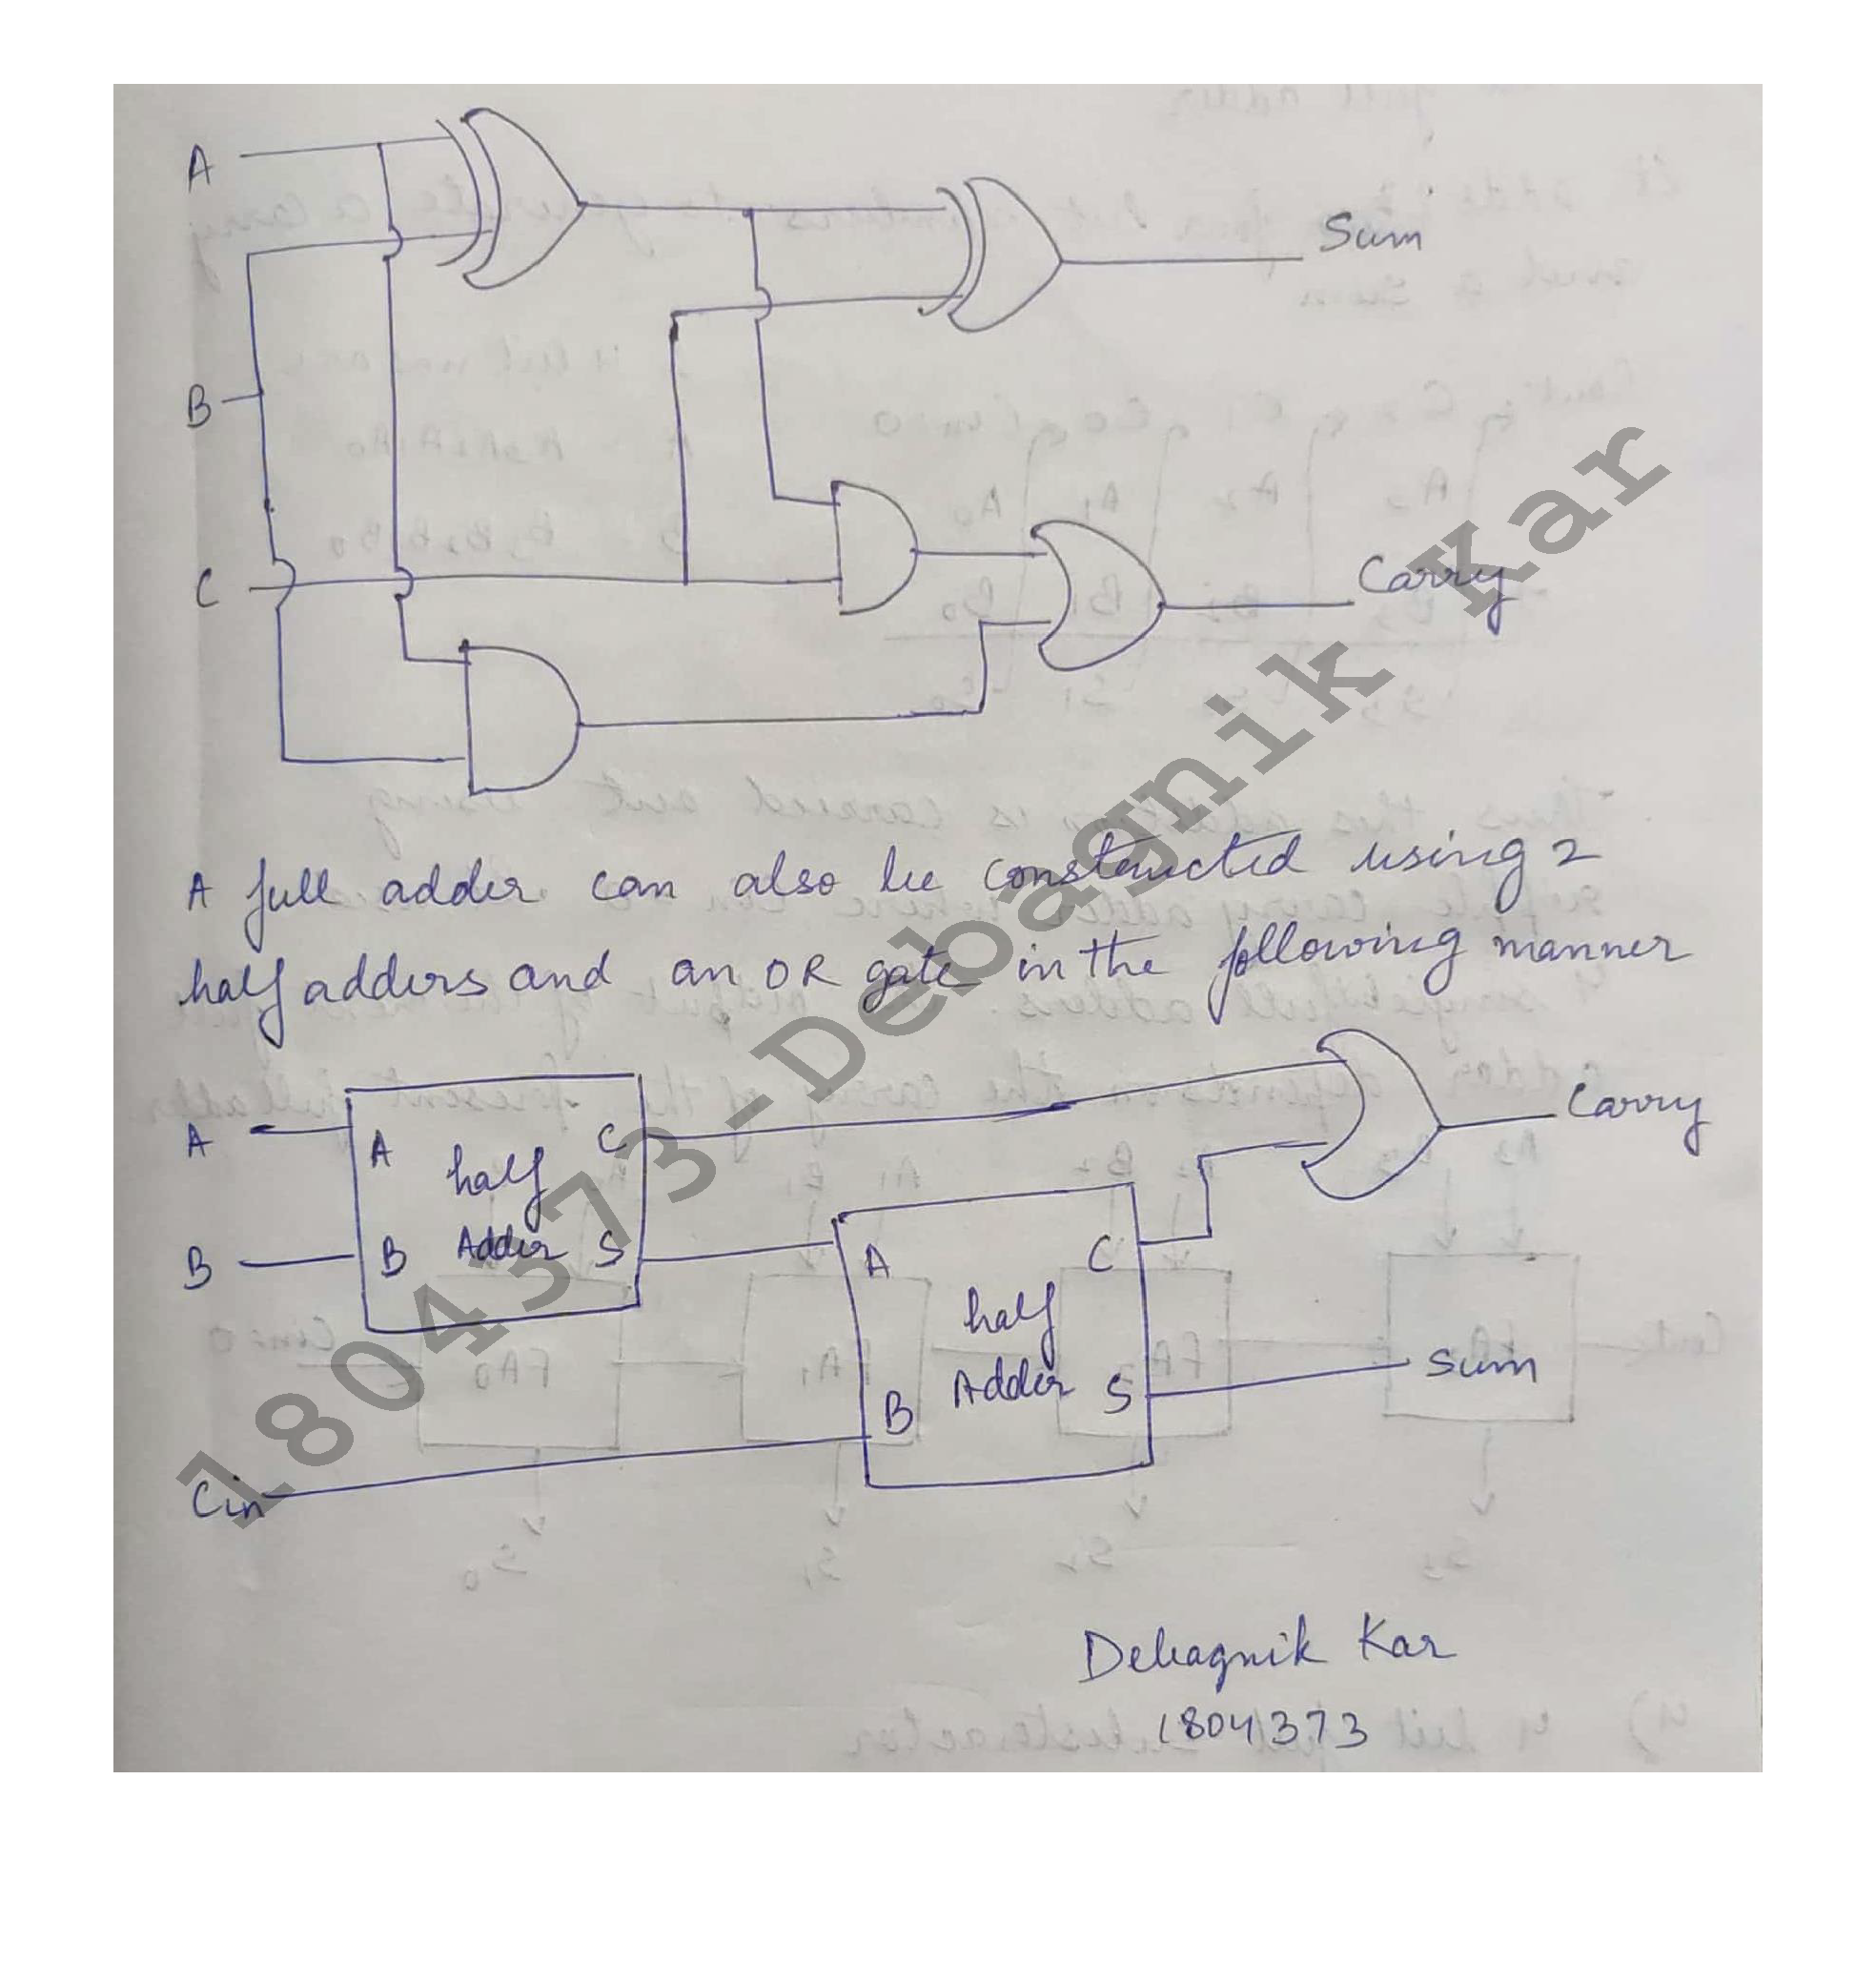 A
B
C
Sum
Carry
A full adder can also be constructed using 2
half adders and an OR gate in the following manner
A
B
Cin
A
B
half
Adder
C
S
A
B
half
Adder
C
S
Carry
Sum
Debagnik Kar
1804373
1804373-Debagnik Kar